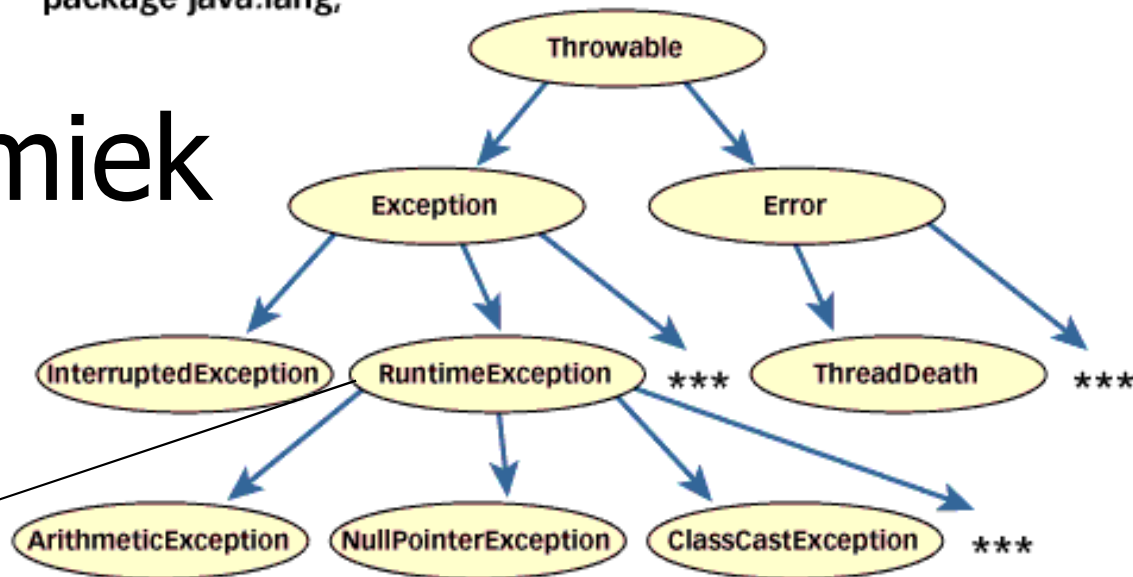 package java.lang;
Throwable
miek
Exception Error
InterruptedException RuntimeException *** ThreadDeath ***
ArithmeticException NullPointerException ClassCastException ***